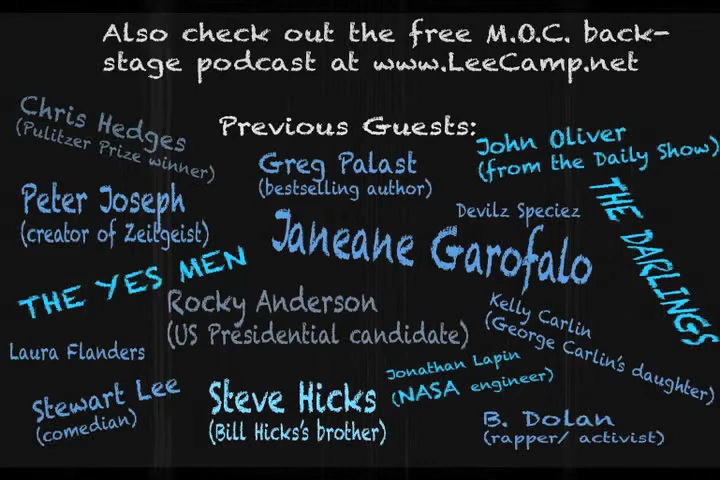 Also check out the free M.O.C. back-
stage podcast at www.LeeCamp.net
Previous Guests:
Chris Hedges
(Pulitzer Prize winner)
Greg Palast
(bestselling author)
John Oliver
(from the Daily Show)
Peter Joseph
(creator of Zeitgeist)
Devilz Speciez
Janeane Garofalo
THE DARLINGS
THE YES MEN
Rocky Anderson
(US Presidential candidate)
Kelly Carlin
(George Carlin's daughter)
Laura Flanders
Jonathan Lapin
(NASA engineer)
Stewart Lee
(comedian)
Steve Hicks
(Bill Hicks's brother)
B. Dolan
(rapper/ activist)